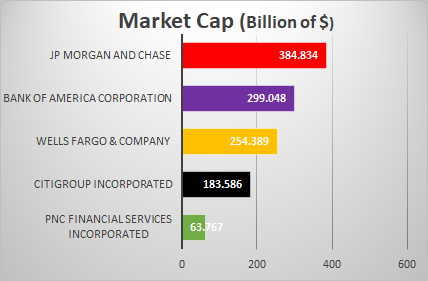 Market Cap (Billion of $)
JP MORGAN AND CHASE
384.834
BANK OF AMERICA CORPORATION
299.048
WELLS FARGO & COMPANY
254.389
CITIGROUP INCORPORATED
183.586
PNC FINANCIAL SERVICES
INCORPORATED
63.767
0 200 400 600